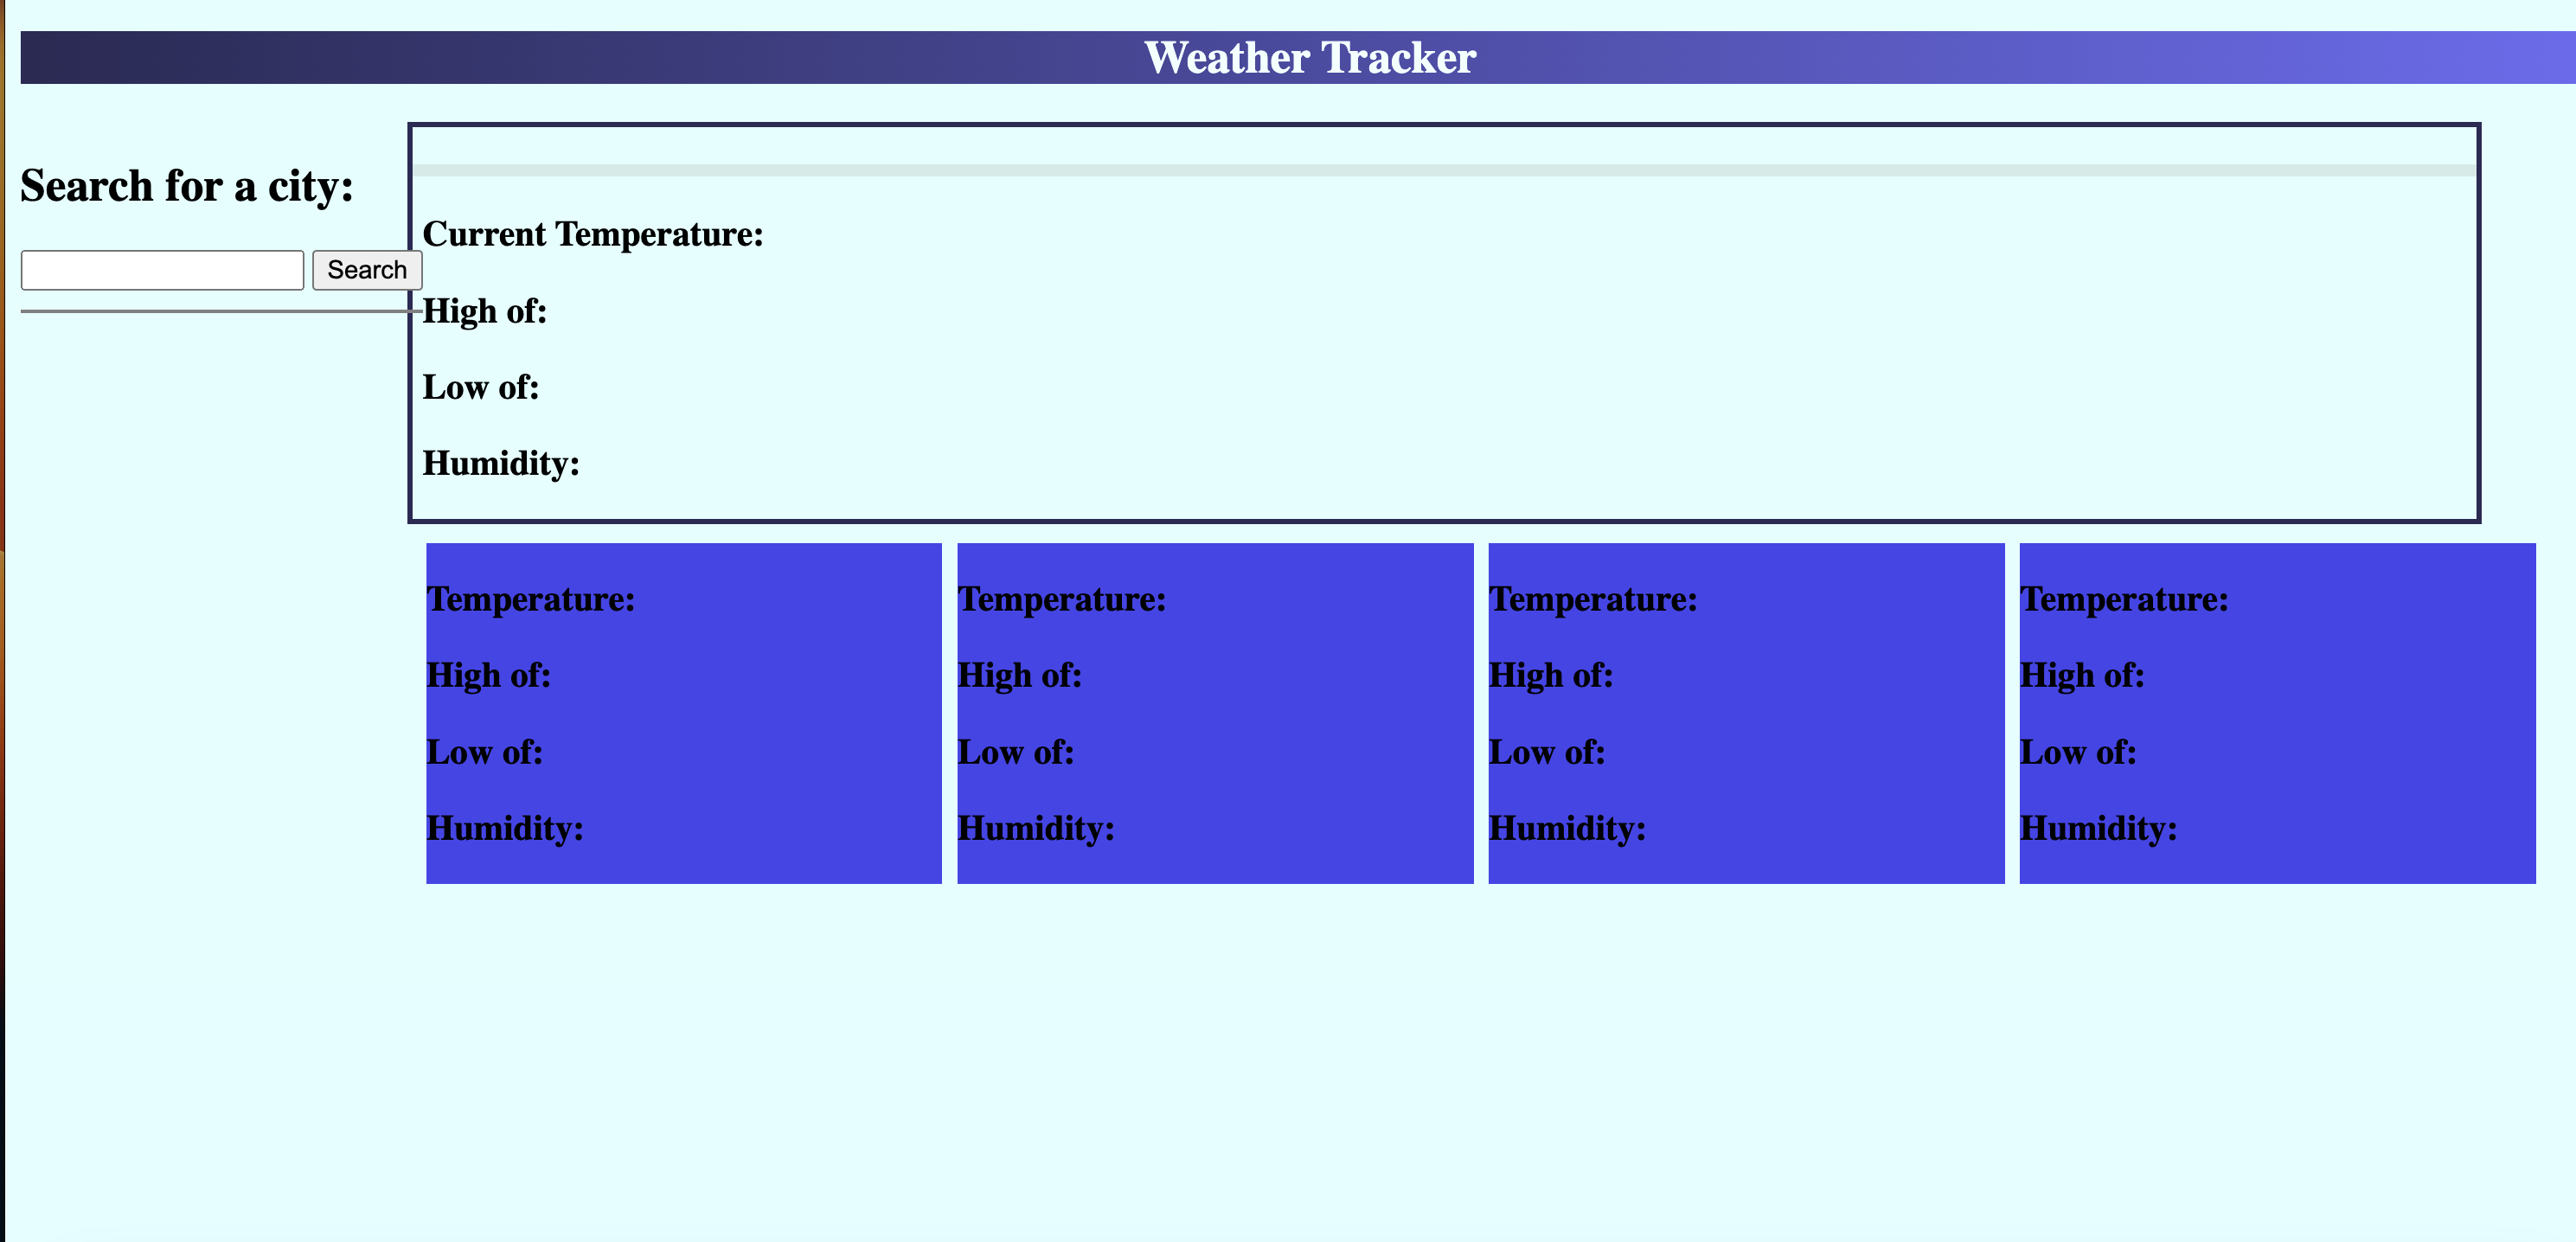 Weather Tracker
Search for a city:
Search
Current Temperature:
High of:
Low of:
Humidity:
Temperature:
High of:
Low of:
Humidity:
Temperature:
High of:
Low of:
Humidity:
Temperature:
High of:
Low of:
Humidity:
Temperature:
High of:
Low of:
Humidity: